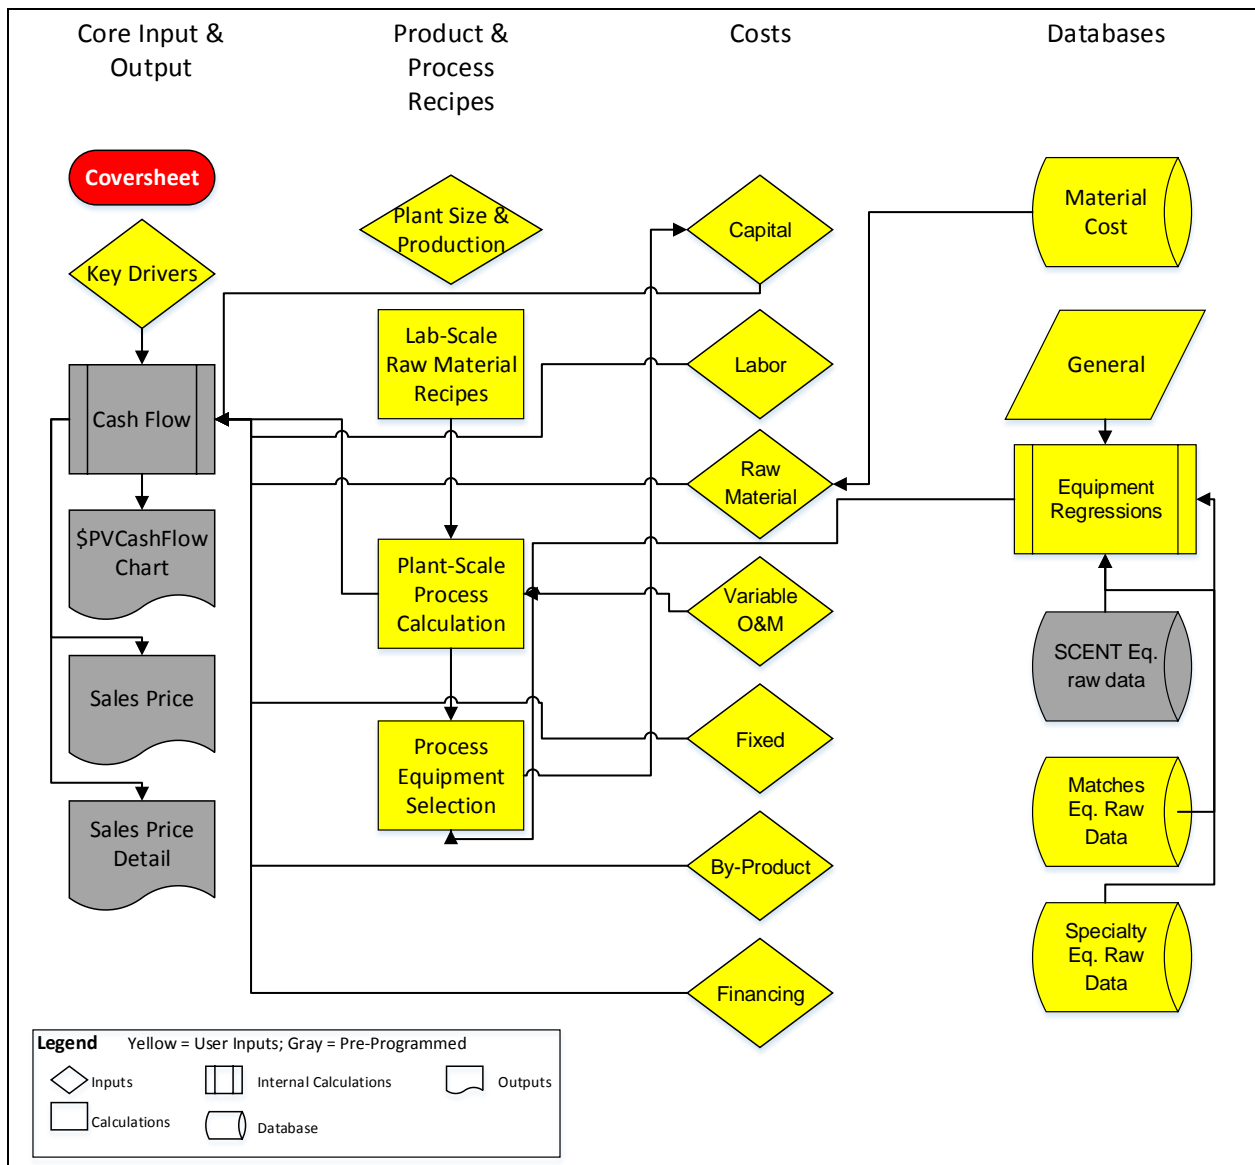 Core Input &
Output
Product &
Process
Recipes
Costs
Databases
Coversheet
Key Drivers
Cash Flow
$PVCashFlow
Chart
Sales Price
Sales Price
Detail
Plant Size &
Production
Lab-Scale
Raw Material
Recipes
Plant-Scale
Process
Calculation
Process
Equipment
Selection
Capital
Labor
Raw
Material
Variable
O&M
Fixed
By-Product
Financing
Material
Cost
General
Equipment
Regressions
SCENT Eq.
raw data
Matches
Eq. Raw
Data
Specialty
Eq. Raw
Data
Legend Yellow = User Inputs; Gray = Pre-Programmed
Inputs Internal Calculations Outputs
Calculations Database